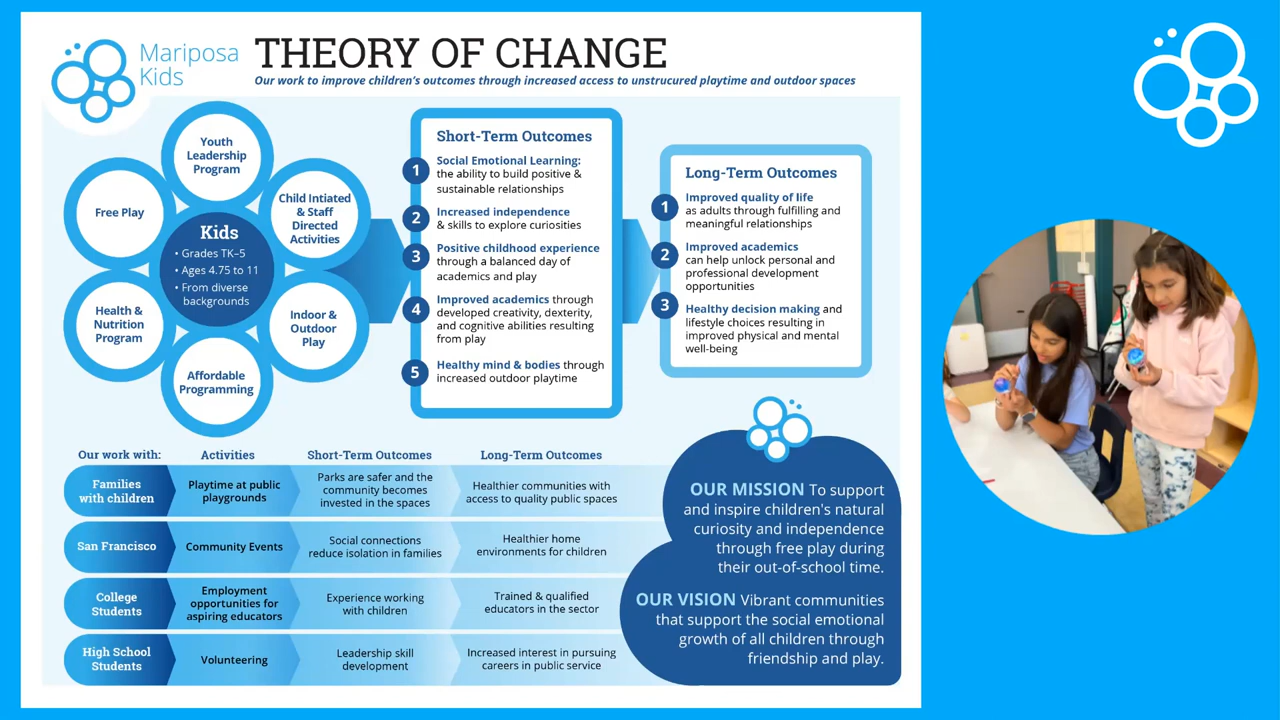 Mariposa
Kids
THEORY OF CHANGE
Our work to improve children's outcomes through increased access to unstrucured playtime and outdoor spaces
Youth
Leadership
Program
Free Play
Child Intiated
& Staff
Directed
Activities
Kids
• Grades TK–5
• Ages 4.75 to 11
• From diverse
backgrounds
Health &
Nutrition
Program
Indoor &
Outdoor
Play
Affordable
Programming
Short-Term Outcomes
1 Social Emotional Learning:
the ability to build positive &
sustainable relationships
2 Increased independence
& skills to explore curiosities
3 Positive childhood experience
through a balanced day of
academics and play
4 Improved academics through
developed creativity, dexterity,
and cognitive abilities resulting
from play
5 Healthy mind & bodies through
increased outdoor playtime
Long-Term Outcomes
1 Improved quality of life
as adults through fulfilling and
meaningful relationships
2 Improved academics
can help unlock personal and
professional development
opportunities
3 Healthy decision making and
lifestyle choices resulting in
improved physical and mental
well-being
Our work with: Activities Short-Term Outcomes Long-Term Outcomes
Families
with children
Playtime at public
playgrounds
Parks are safer and the
community becomes
invested in the spaces
Healthier communities with
access to quality public spaces
San Francisco
Community Events
Social connections
reduce isolation in families
Healthier home
environments for children
College
Students
Employment
opportunities for
aspiring educators
Experience working
with children
Trained & qualified
educators in the sector
High School
Students
Volunteering
Leadership skill
development
Increased interest in pursuing
careers in public service
OUR MISSION To support
and inspire children's natural
curiosity and independence
through free play during
their out-of-school time.
OUR VISION Vibrant communities
that support the social emotional
growth of all children through
friendship and play.